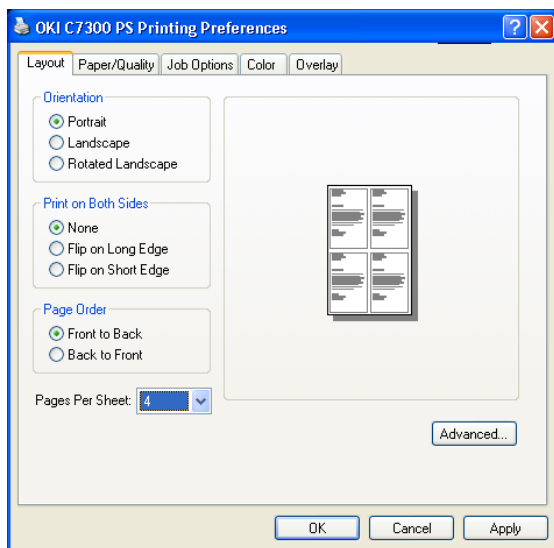 OKI C7300 PS Printing Preferences
Layout Paper/Quality Job Options Color Overlay
Orientation
Portrait
Landscape
Rotated Landscape
Print on Both Sides
None
Flip on Long Edge
Flip on Short Edge
Page Order
Front to Back
Back to Front
Pages Per Sheet: 4
Advanced...
OK Cancel Apply